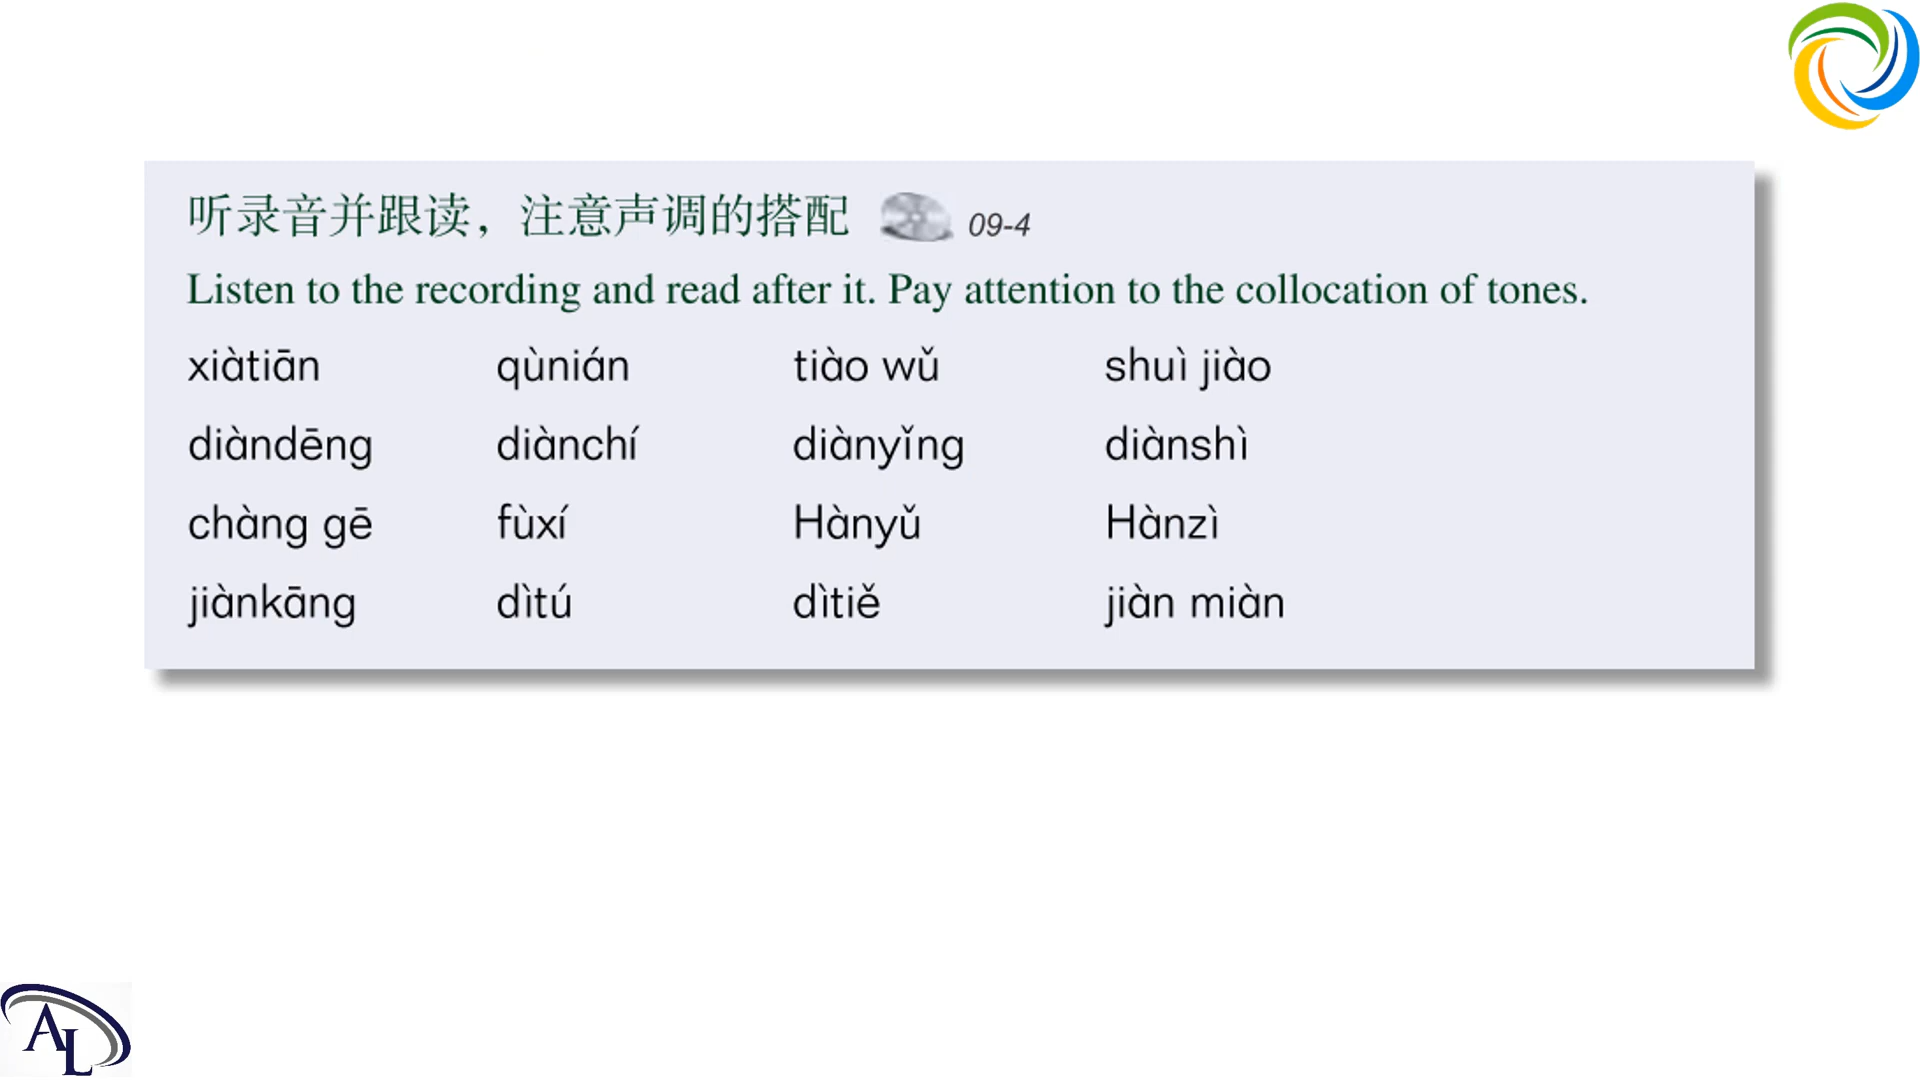 听录音并跟读，注意声调的搭配 09-4
Listen to the recording and read after it. Pay attention to the collocation of tones.
xiàtiān qùnián tiào wǔ shuì jiào
diàndēng diànchí diànyǐng diànshì
chàng gē fùxí Hànyǔ Hànzì
jiànkāng dìtú dìtiě jiàn miàn
AL